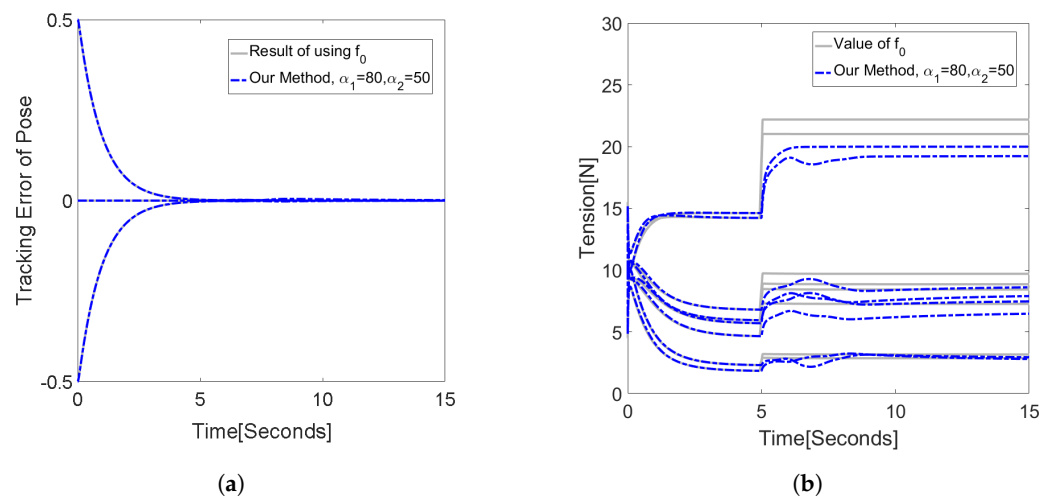 0.5
0
-0.5
Tracking Error of Pose
Result of using f0
Our Method, α1=80,α2=50
0
5
10
15
Time[Seconds]
(a)
30
25
20
15
10
5
0
Tension[N]
Value of f0
Our Method, α1=80,α2=50
0
5
10
15
Time[Seconds]
(b)